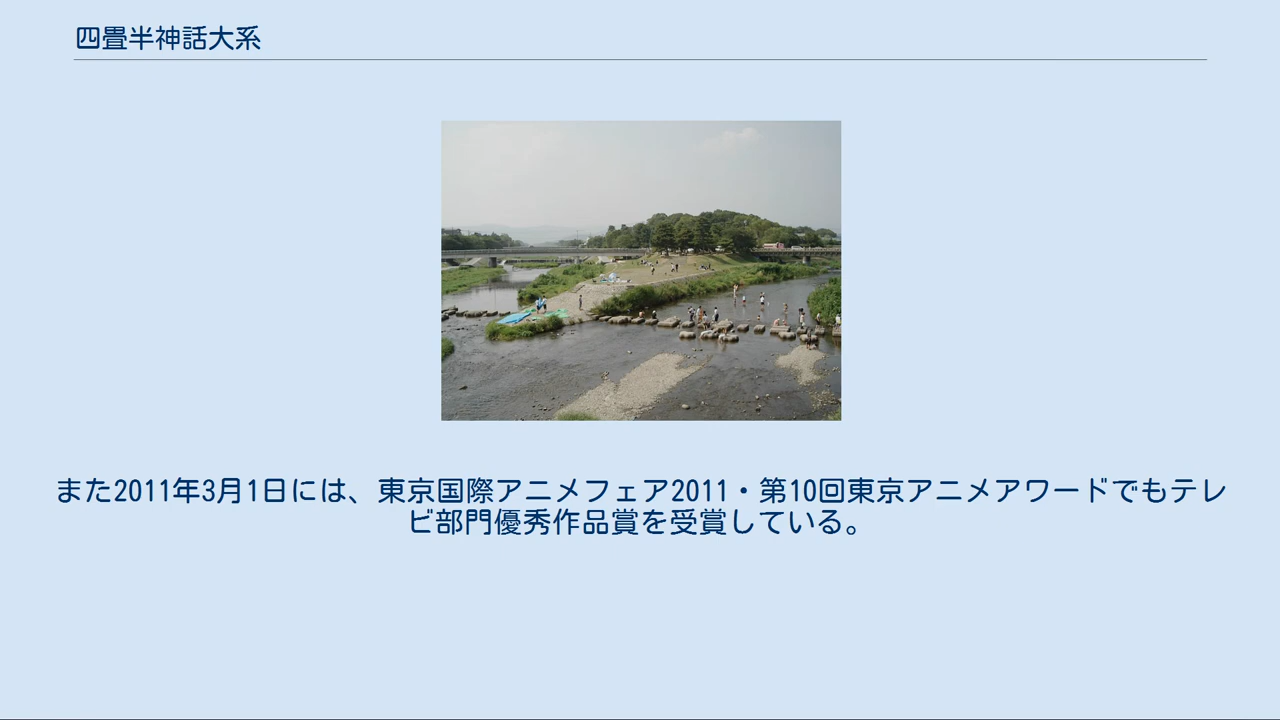 四畳半神話大系
また2011年3月1日には、東京国際アニメフェア2011・第10回東京アニメアワードでもテレ
ビ部門優秀作品賞を受賞している。